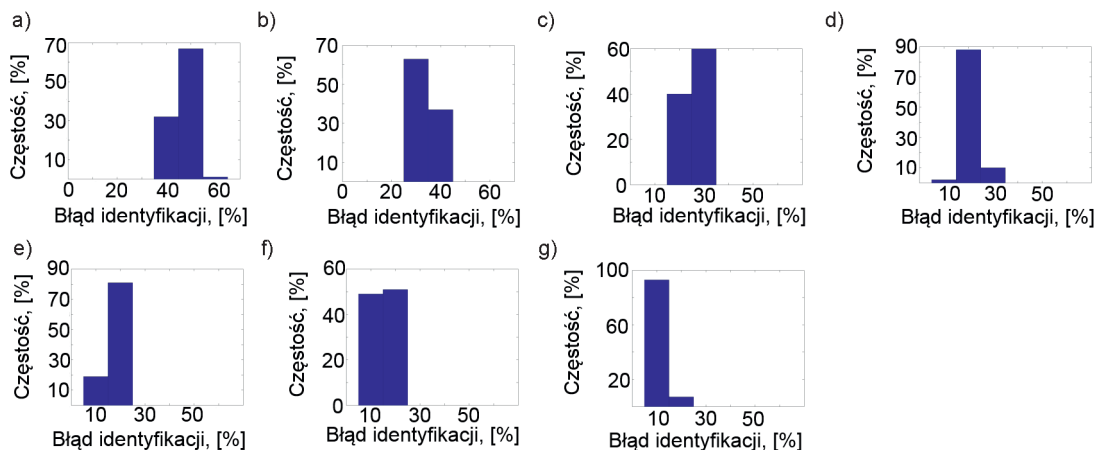 a)
Częstość, [%]
70
50
30
10
0 20 40 60
Błąd identyfikacji, [%]
b)
Częstość, [%]
70
50
30
10
0 20 40 60
Błąd identyfikacji, [%]
c)
Częstość, [%]
60
40
20
0
10 30 50
Błąd identyfikacji, [%]
d)
Częstość, [%]
90
70
50
30
10
10 30 50
Błąd identyfikacji, [%]
e)
Częstość, [%]
90
70
50
30
10
10 30 50
Błąd identyfikacji, [%]
f)
Częstość, [%]
60
40
20
0
10 30 50
Błąd identyfikacji, [%]
g)
Częstość, [%]
100
80
60
20
10 30 50
Błąd identyfikacji, [%]